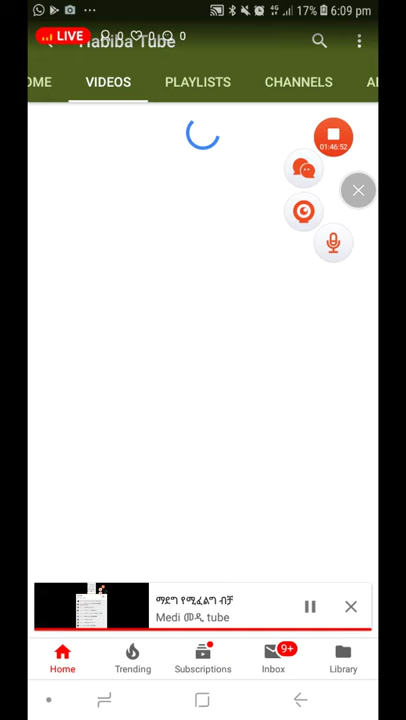 17% 6:09 pm
LIVE 0 0 0
Habiba Tube
OME VIDEOS PLAYLISTS CHANNELS A
01:46:52
ማደግ የሚፈልግ ብቻ
Medi መዲ tube
Home Trending Subscriptions 9+ Inbox Library